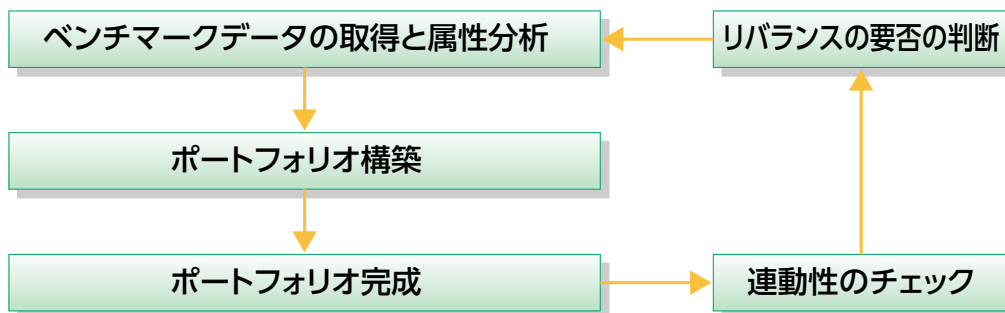 ベンチマークデータの取得と属性分析
リバランスの要否の判断
ポートフォリオ構築
ポートフォリオ完成
連動性のチェック